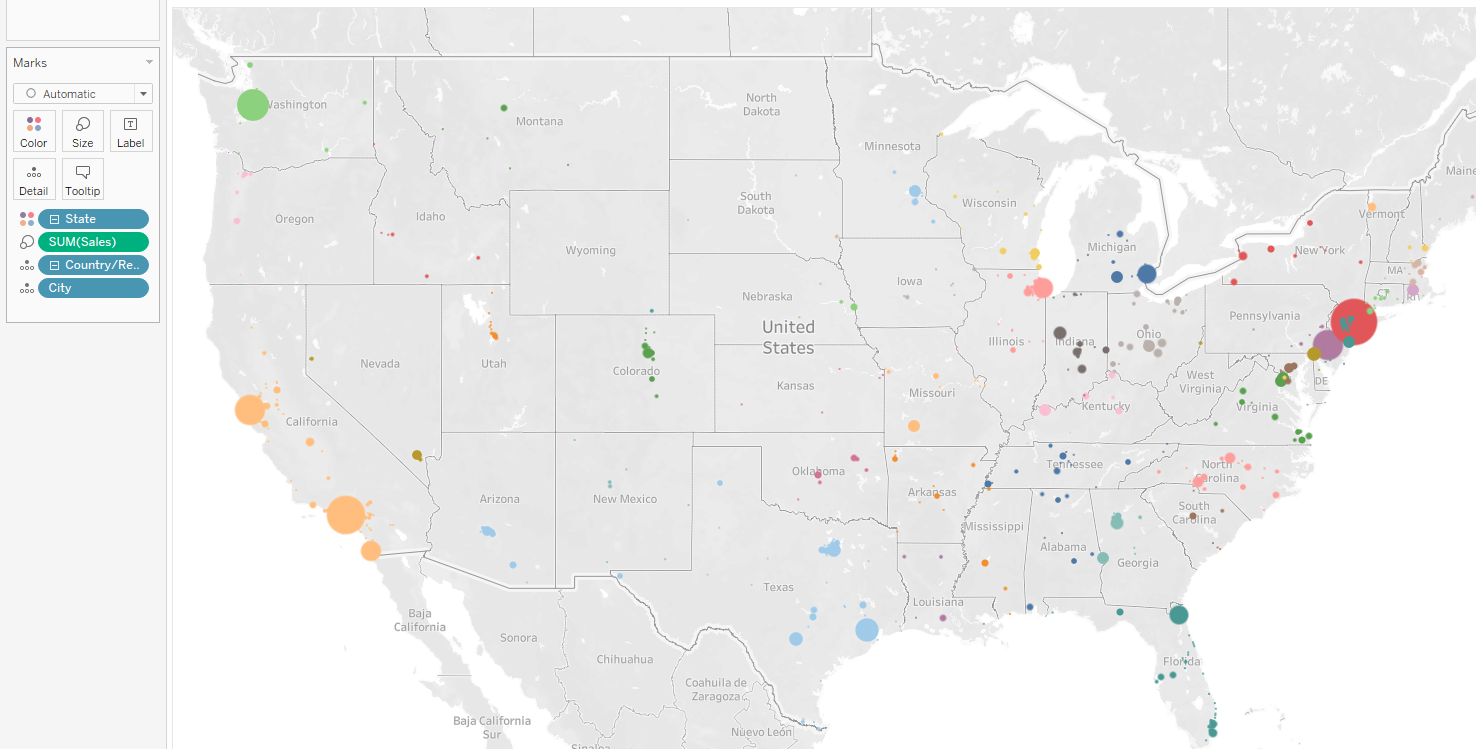 Marks
Automatic
Color
Size
Label
Detail
Tooltip
State
SUM(Sales)
Country/Re..
City
Washington
Montana
North
Dakota
Minnesota
Maine
Oregon
Idaho
South
Dakota
Wisconsin
Vermont
Wyoming
Michigan
New York
MA
Iowa
CT
RI
Nebraska
United
States
Pennsylvania
Nevada
Utah
Colorado
Illinois
Indiana
Ohio
Kansas
Missouri
West
Virginia
DE
California
Kentucky
Virginia
Arizona
New Mexico
Oklahoma
Arkansas
Tennessee
North
Carolina
South
Carolina
Mississippi
Alabama
Georgia
Texas
Louisiana
Baja
California
Sonora
Chihuahua
Florida
Coahuila de
Zaragoza
Baja California
Sur
Nuevo León
Sinaloa